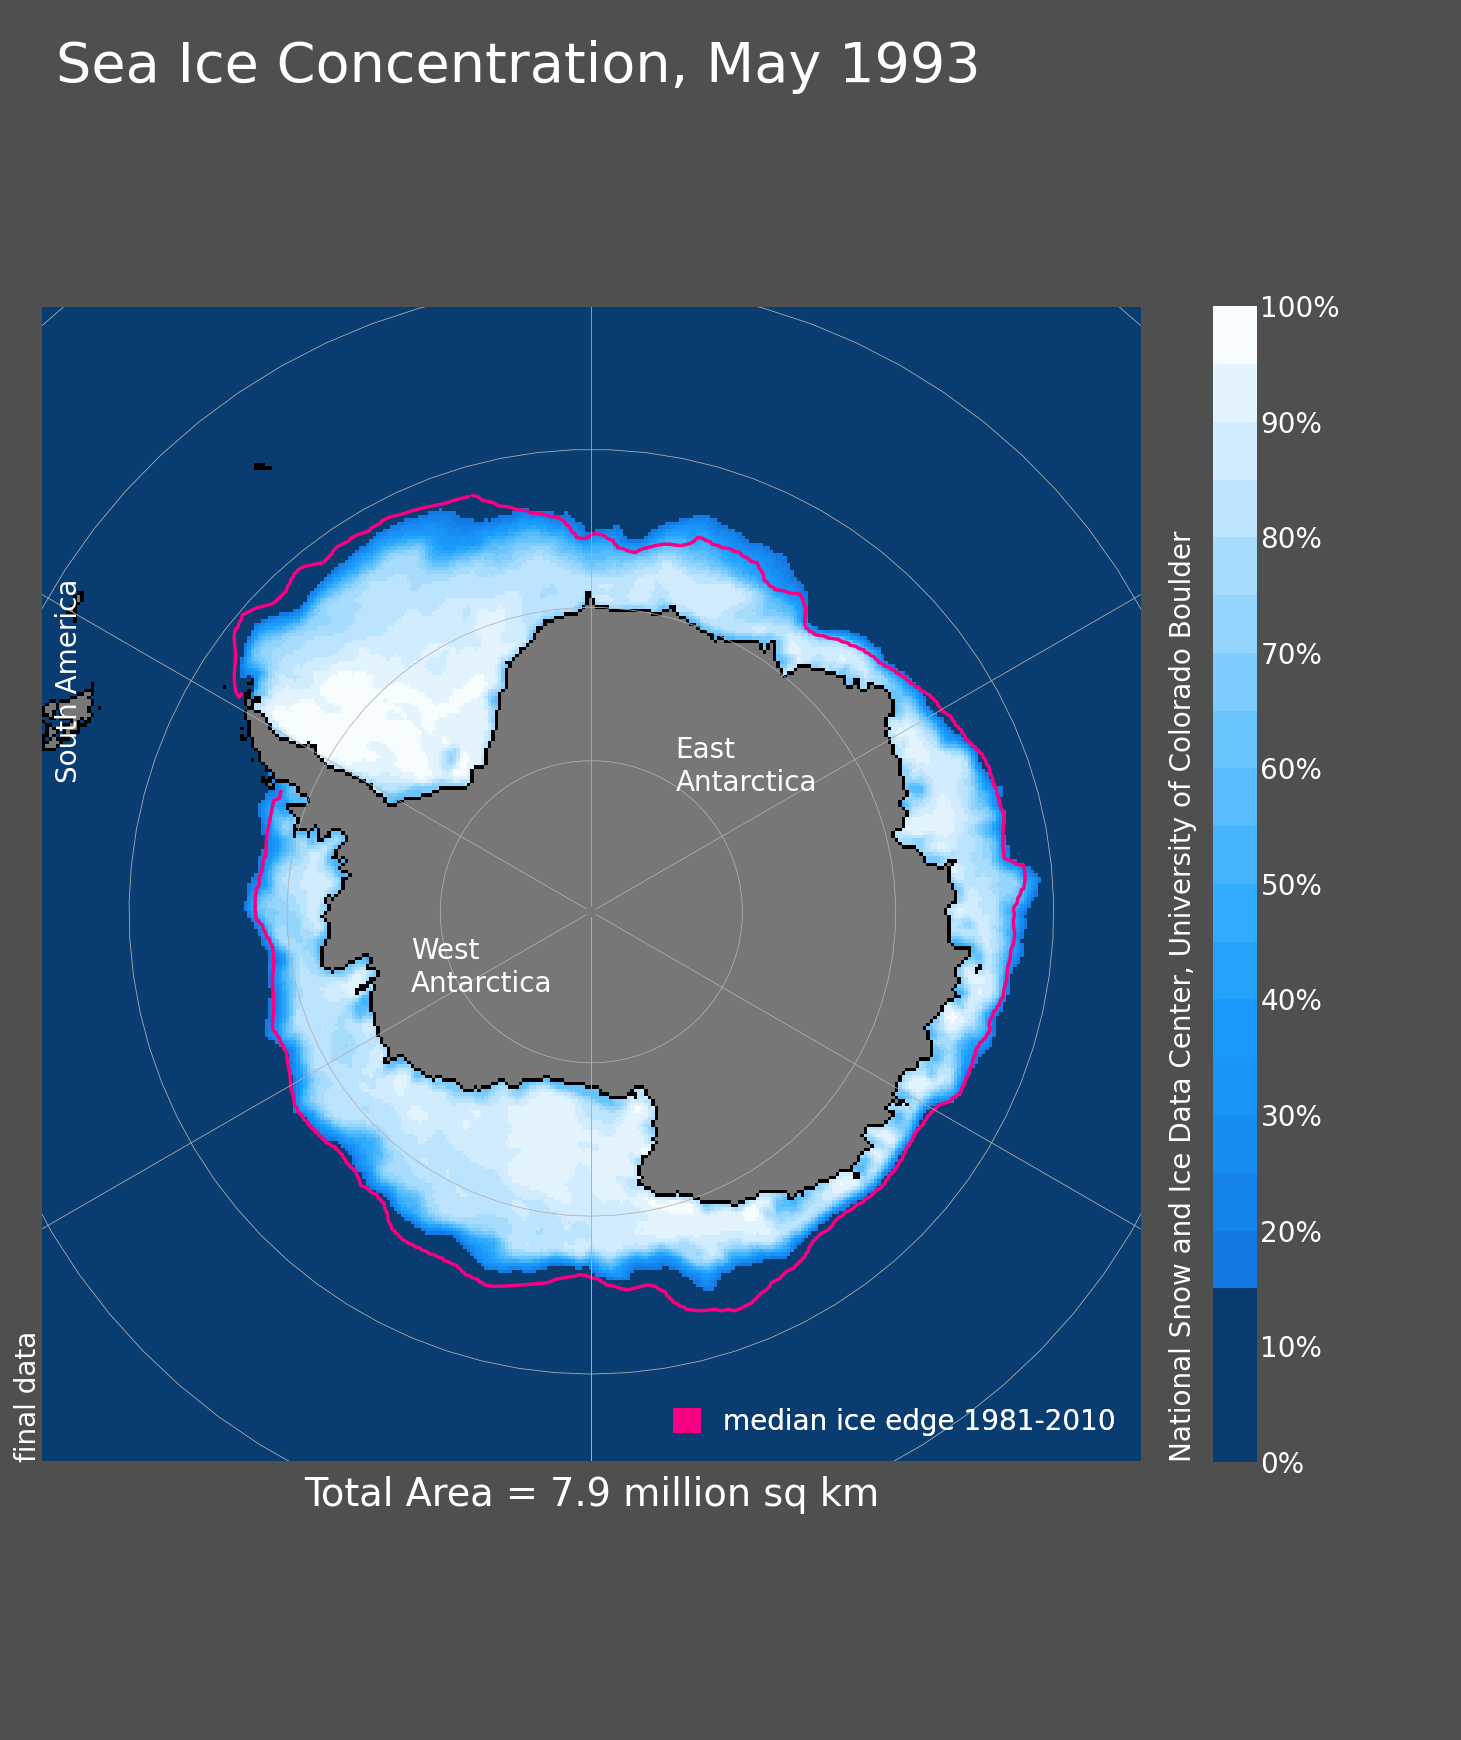 Sea Ice Concentration, May 1993
South America
East
Antarctica
West
Antarctica
median ice edge 1981-2010
final data
Total Area = 7.9 million sq km
100%
90%
80%
70%
60%
50%
40%
30%
20%
10%
0%
National Snow and Ice Data Center, University of Colorado Boulder